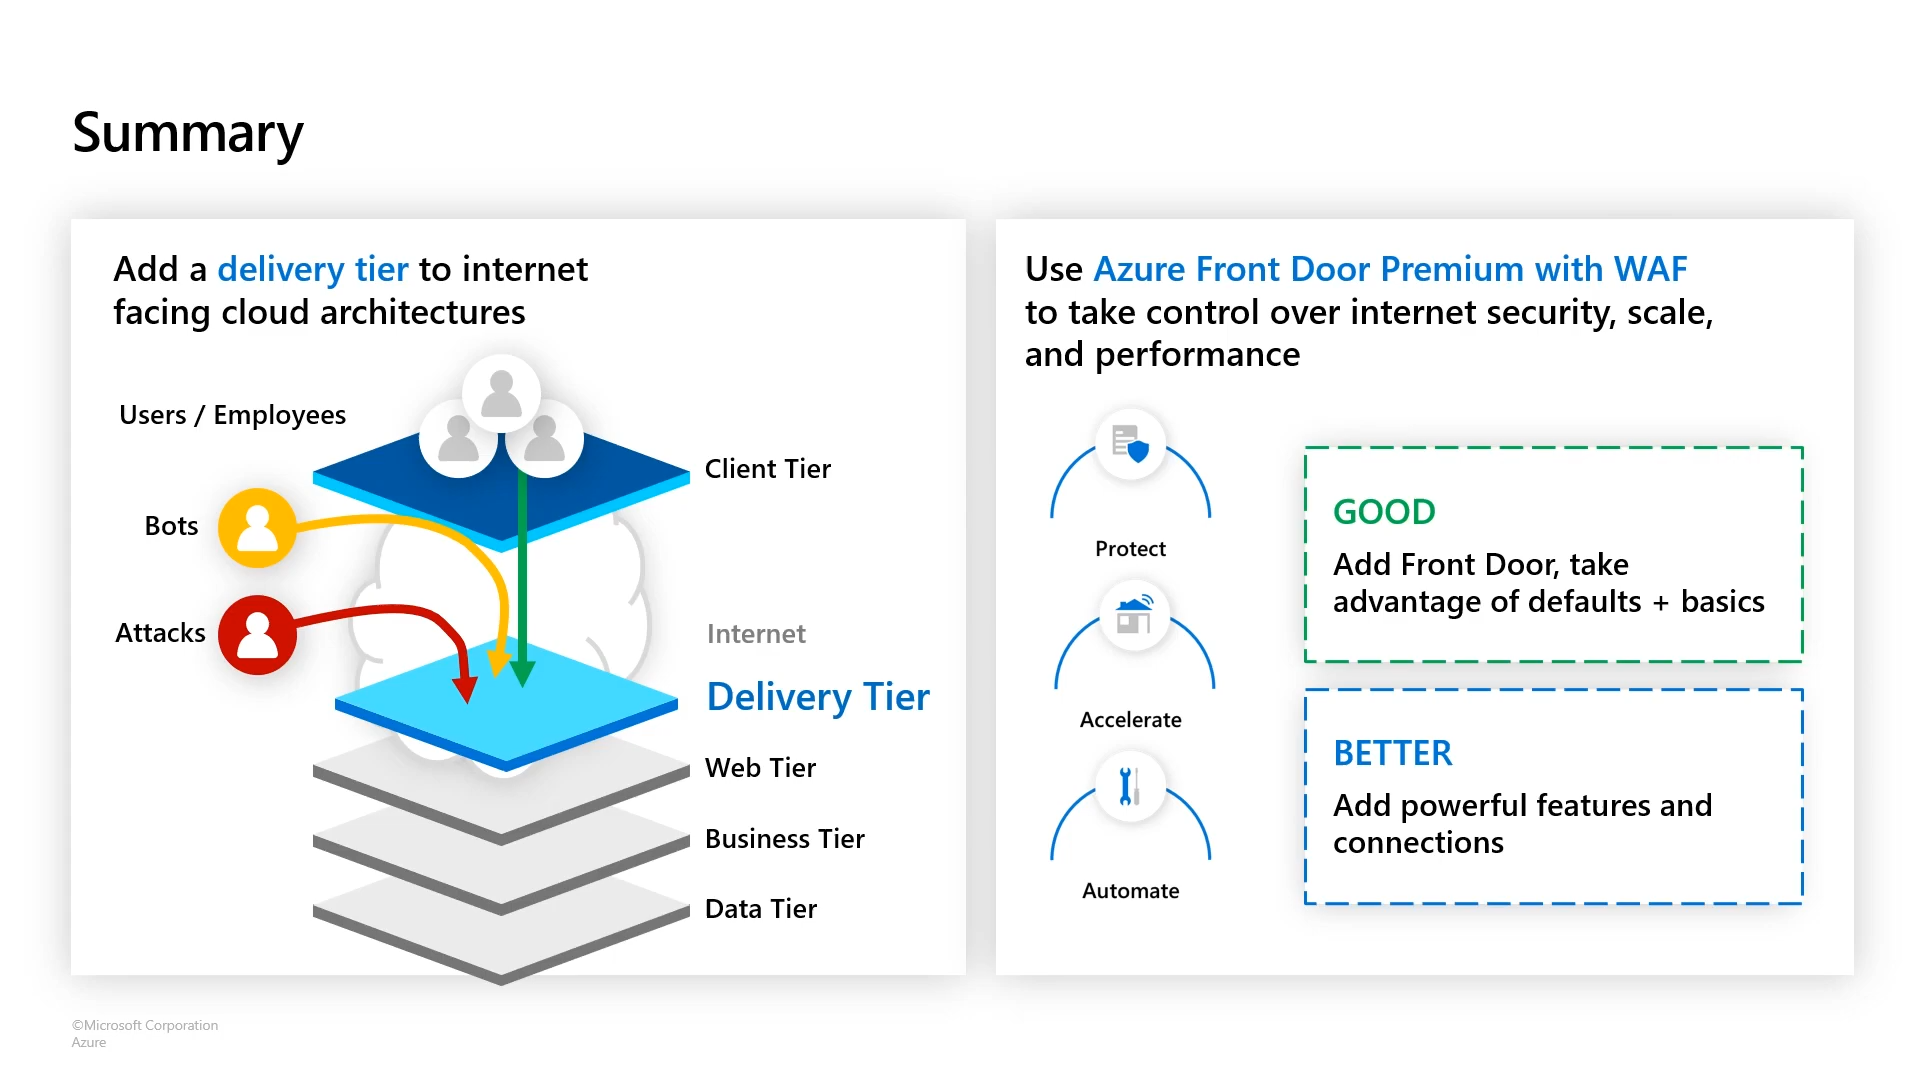 Summary
Add a delivery tier to internet
facing cloud architectures
Users / Employees
Client Tier
Bots
Attacks
Internet
Delivery Tier
Web Tier
Business Tier
Data Tier
Use Azure Front Door Premium with WAF
to take control over internet security, scale,
and performance
Protect
Accelerate
Automate
GOOD
Add Front Door, take
advantage of defaults + basics
BETTER
Add powerful features and
connections
©Microsoft Corporation
Azure